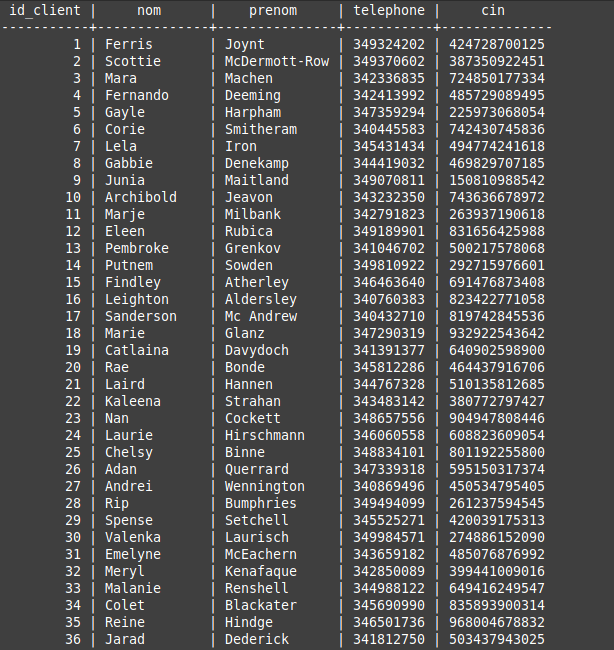 id_client | nom | prenom | telephone | cin
-----------+--------------+---------------+-----------+--------------
1 | Ferris | Joynt | 349324202 | 424728700125
2 | Scottie | McDermott-Row | 349370602 | 387350922451
3 | Mara | Machen | 342336835 | 724850177334
4 | Fernando | Deeming | 342413992 | 485729089495
5 | Gayle | Harpham | 347359294 | 225973068054
6 | Corie | Smitheram | 340445583 | 742430745836
7 | Lela | Iron | 345431434 | 494774241618
8 | Gabbie | Denekamp | 344419032 | 469829707185
9 | Junia | Maitland | 349070811 | 150810988542
10 | Archibold | Jeavon | 343232350 | 743636678972
11 | Marje | Milbank | 342791823 | 263937190618
12 | Eleen | Rubica | 349189901 | 831656425988
13 | Pembroke | Grenkov | 341046702 | 500217578068
14 | Putnem | Sowden | 349810922 | 292715976601
15 | Findley | Atherley | 346463640 | 691476873408
16 | Leighton | Aldersley | 340760383 | 823422771058
17 | Sanderson | Mc Andrew | 340432710 | 819742845536
18 | Marie | Glanz | 347290319 | 932922543642
19 | Catlaina | Davydoch | 341391377 | 640902598900
20 | Rae | Bonde | 345812286 | 464437916706
21 | Laird | Hannen | 344767328 | 510135812685
22 | Kaleena | Strahan | 343483142 | 380772797427
23 | Nan | Cockett | 348657556 | 904947808446
24 | Laurie | Hirschmann | 346060558 | 608823609054
25 | Chelsy | Binne | 348834101 | 801192255800
26 | Adan | Querrard | 347339318 | 595150317374
27 | Andrei | Wennington | 340869496 | 450534795405
28 | Rip | Bumphries | 349494099 | 261237594545
29 | Spense | Setchell | 345525271 | 420039175313
30 | Valenka | Laurisch | 349984571 | 274886152090
31 | Emelyne | McEachern | 343659182 | 485076876992
32 | Meryl | Kenafaque | 342850089 | 399441009016
33 | Malanie | Renshell | 344988122 | 649416249547
34 | Colet | Blackater | 345690990 | 835893900314
35 | Reine | Hindge | 346501736 | 968004678832
36 | Jarad | Dederick | 341812750 | 503437943025